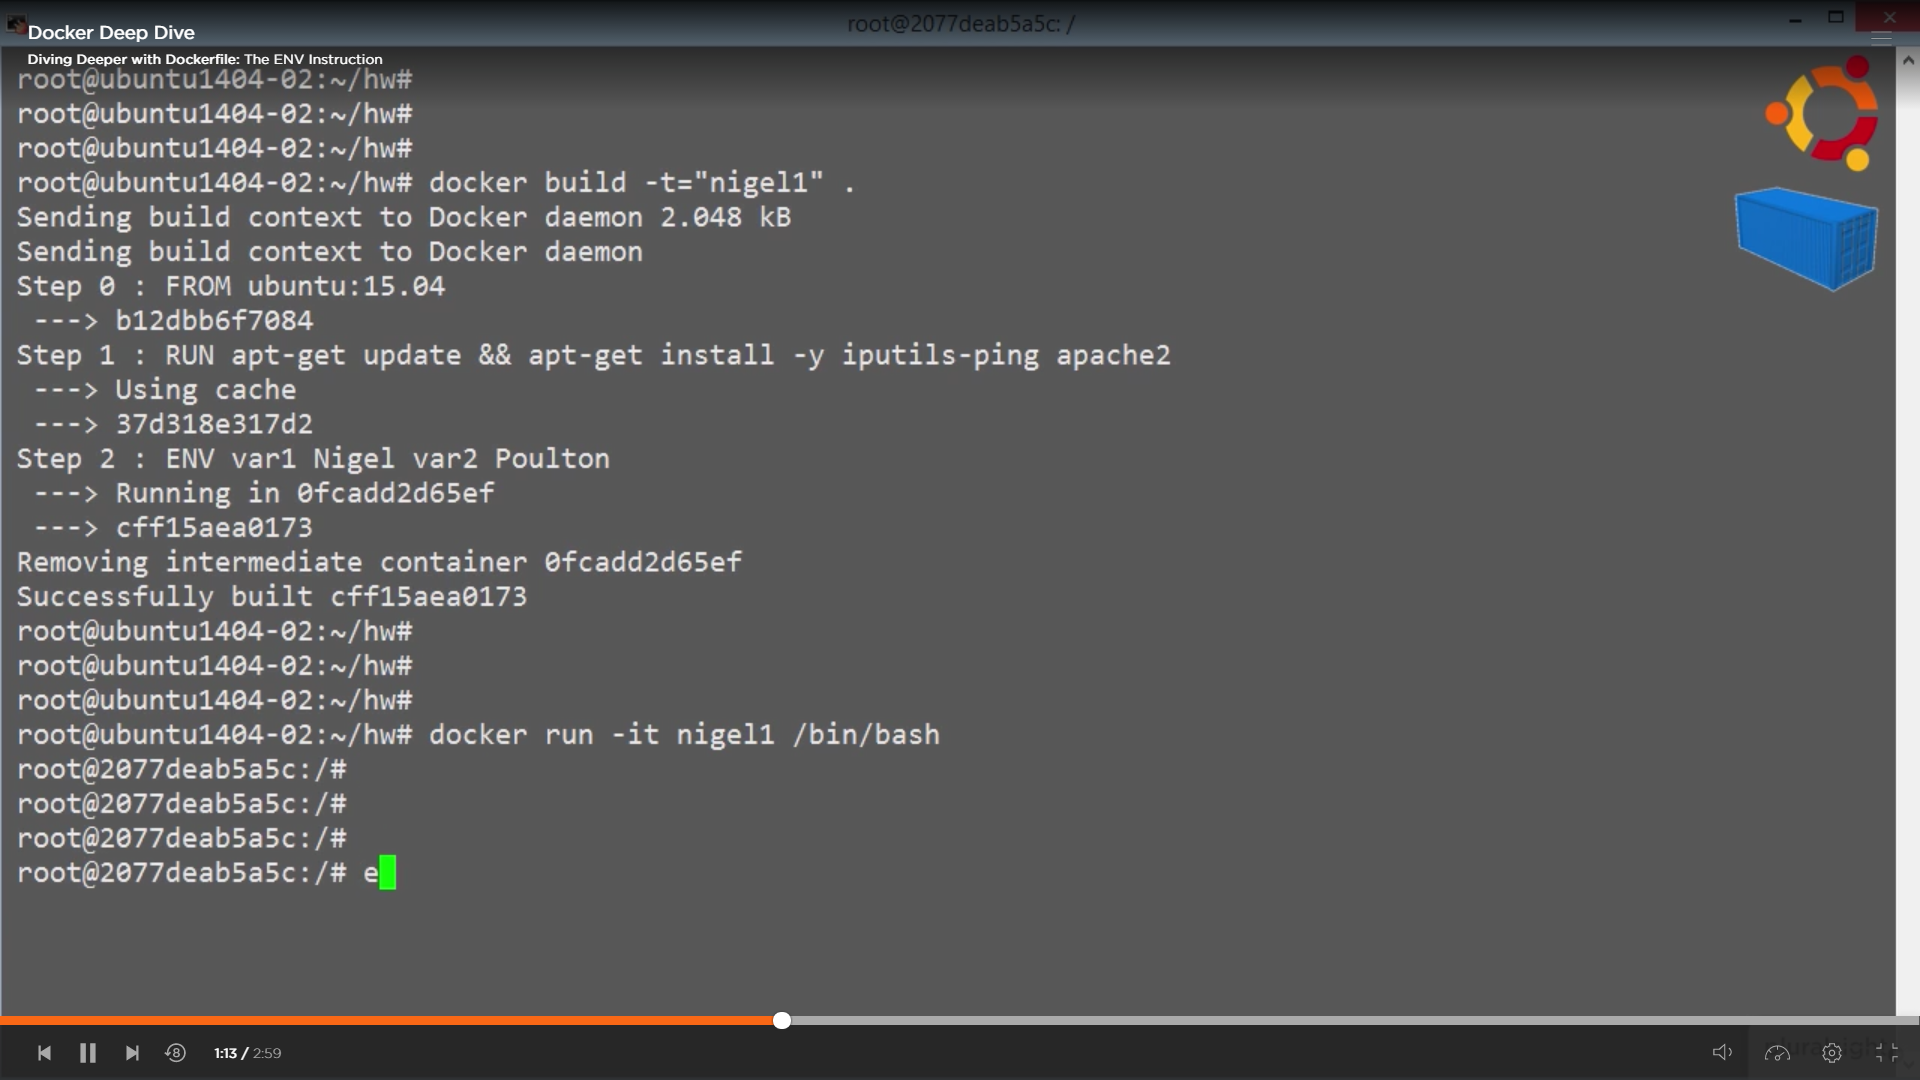 root@2077deab5a5c: /
Docker Deep Dive
Diving Deeper with Dockerfile: The ENV Instruction
root@ubuntu1404-02:~/hw#
root@ubuntu1404-02:~/hw#
root@ubuntu1404-02:~/hw#
root@ubuntu1404-02:~/hw# docker build -t="nigel1" .
Sending build context to Docker daemon 2.048 kB
Sending build context to Docker daemon
Step 0 : FROM ubuntu:15.04
---> b12dbb6f7084
Step 1 : RUN apt-get update && apt-get install -y iputils-ping apache2
---> Using cache
---> 37d318e317d2
Step 2 : ENV var1 Nigel var2 Poulton
---> Running in 0fcadd2d65ef
---> cff15aea0173
Removing intermediate container 0fcadd2d65ef
Successfully built cff15aea0173
root@ubuntu1404-02:~/hw#
root@ubuntu1404-02:~/hw#
root@ubuntu1404-02:~/hw#
root@ubuntu1404-02:~/hw# docker run -it nigel1 /bin/bash
root@2077deab5a5c:/#
root@2077deab5a5c:/#
root@2077deab5a5c:/#
root@2077deab5a5c:/# e
8
1:13 / 2:59